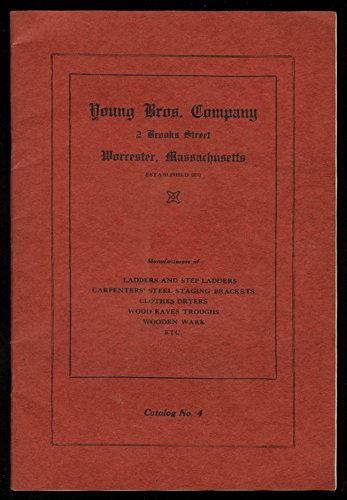 Young Bros. Company
2 Brooks Street
Worcester, Massachusetts
ESTABLISHED
Manufacturers of
LADDERS AND STEP LADDERS
CARPENTERS' STEEL STAGING BRACKETS
CLOTHES DRYERS
WOOD EAVES TROUGHS
WOODEN WARE
ETC.
Catalog No. 4